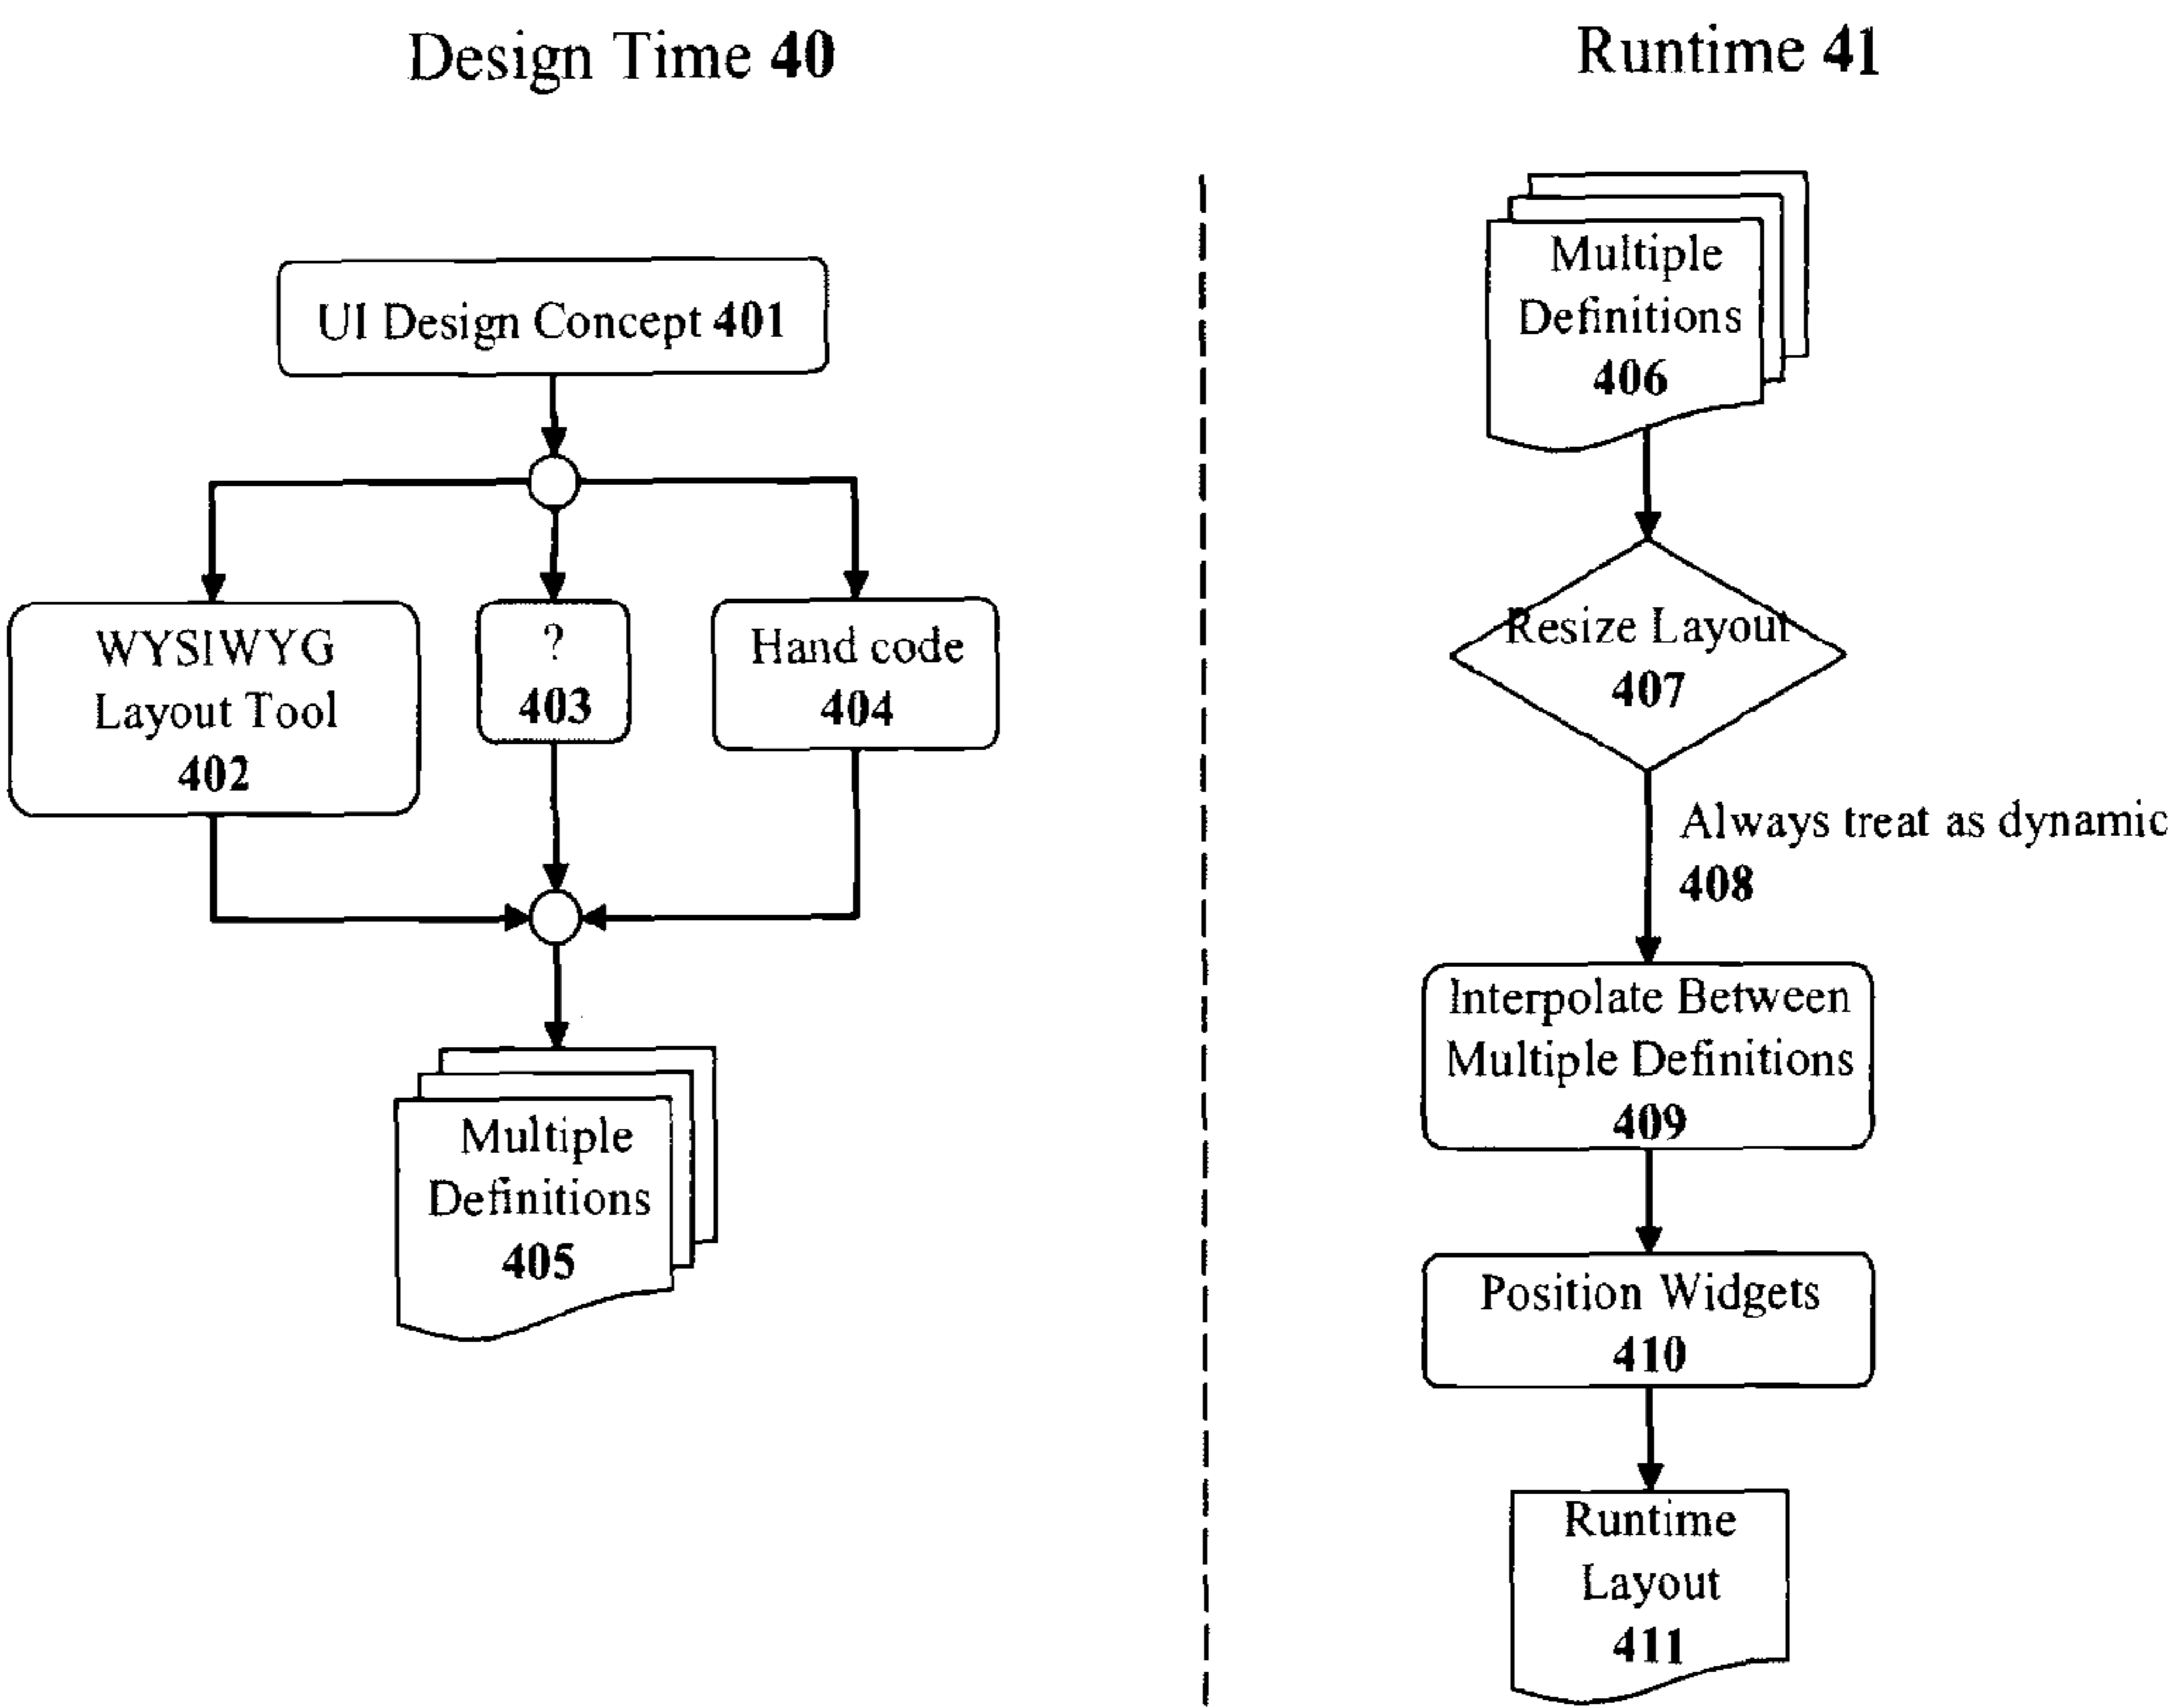 Design Time 40
UI Design Concept 401
WYSIWYG
Layout Tool
402
?
403
Hand code
404
Multiple
Definitions
405
Runtime 41
Multiple
Definitions
406
Resize Layout
407
Always treat as dynamic
408
Interpolate Between
Multiple Definitions
409
Position Widgets
410
Runtime
Layout
411